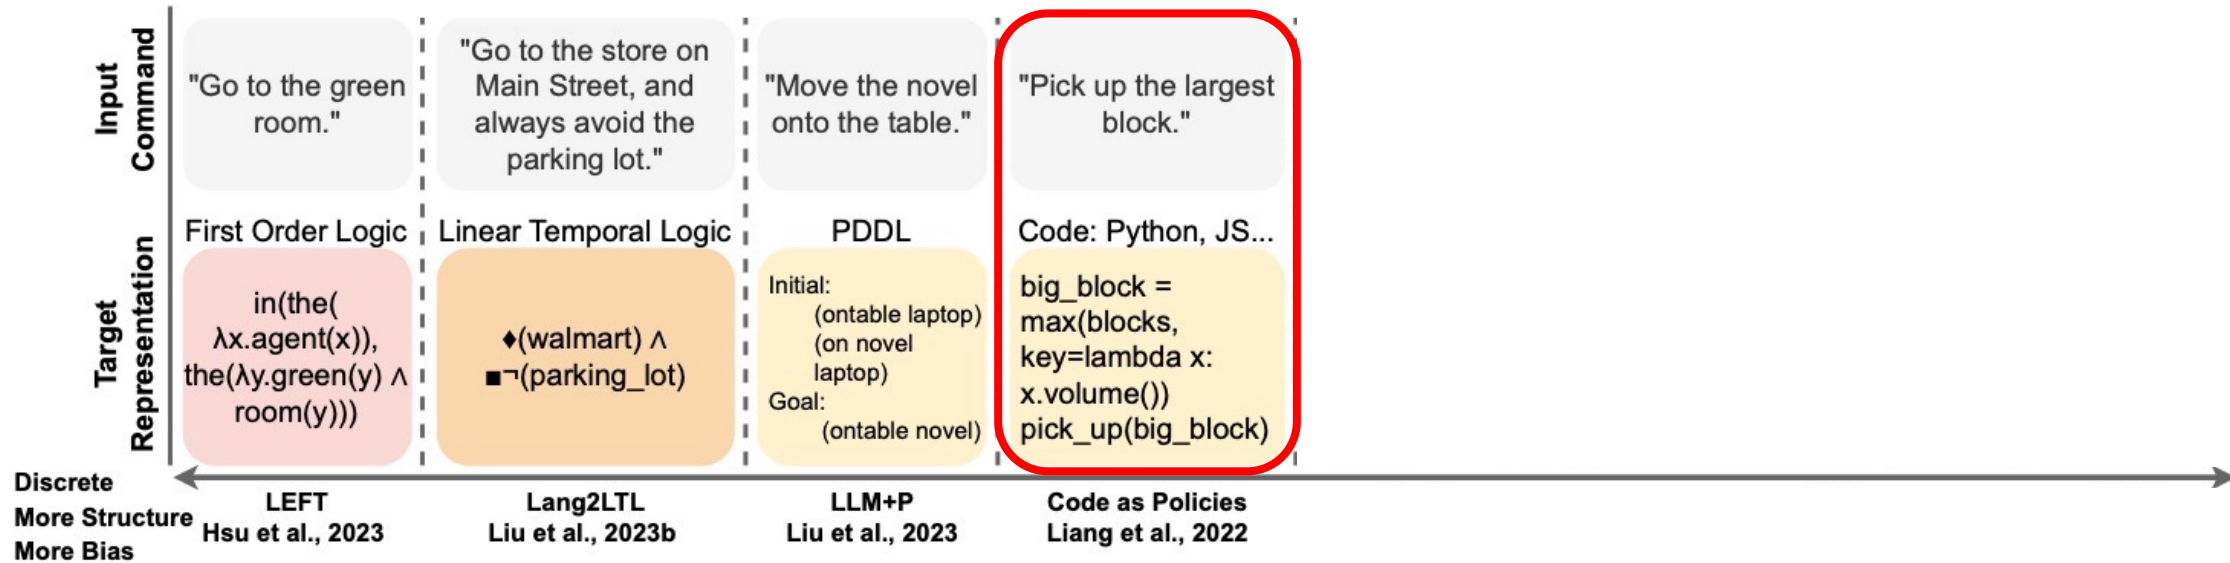 Input
Command
"Go to the green
room."
"Go to the store on
Main Street, and
always avoid the
parking lot."
"Move the novel
onto the table."
"Pick up the largest
block."
Target
Representation
First Order Logic
in(the(
λx.agent(x)),
the(λy.green(y) ∧
room(y)))
Linear Temporal Logic
♦(walmart) ∧
■¬(parking_lot)
PDDL
Initial:
(ontable laptop)
(on novel
laptop)
Goal:
(ontable novel)
Code: Python, JS...
big_block =
max(blocks,
key=lambda x:
x.volume())
pick_up(big_block)
Discrete
More Structure
More Bias
LEFT
Hsu et al., 2023
Lang2LTL
Liu et al., 2023b
LLM+P
Liu et al., 2023
Code as Policies
Liang et al., 2022